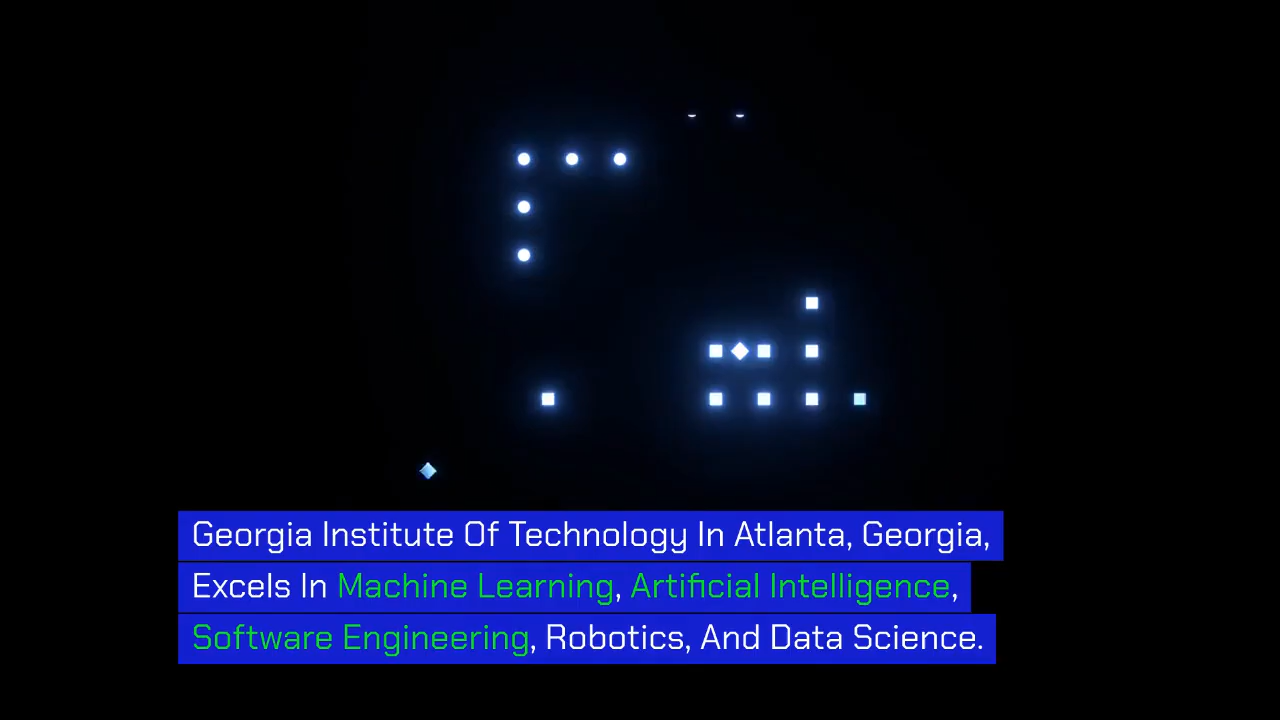 Georgia Institute Of Technology In Atlanta, Georgia,
Excels In Machine Learning, Artificial Intelligence,
Software Engineering, Robotics, And Data Science.